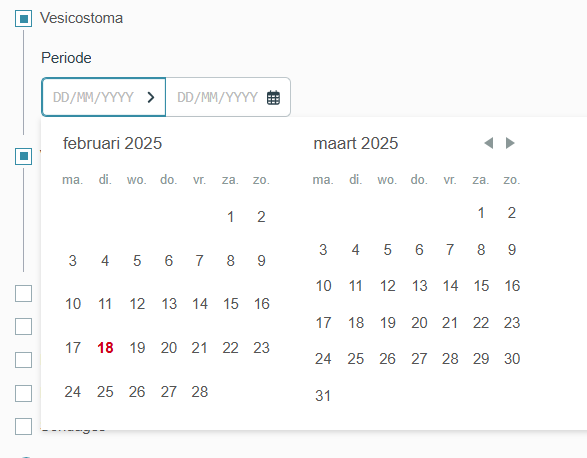 Vesicostoma
Periode
DD/MM/YYYY DD/MM/YYYY
februari 2025
ma. di. wo. do. vr. za. zo.
1 2
3 4 5 6 7 8 9
10 11 12 13 14 15 16
17 18 19 20 21 22 23
24 25 26 27 28
maart 2025
ma. di. wo. do. vr. za. zo.
1 2
3 4 5 6 7 8 9
10 11 12 13 14 15 16
17 18 19 20 21 22 23
24 25 26 27 28 29 30
31